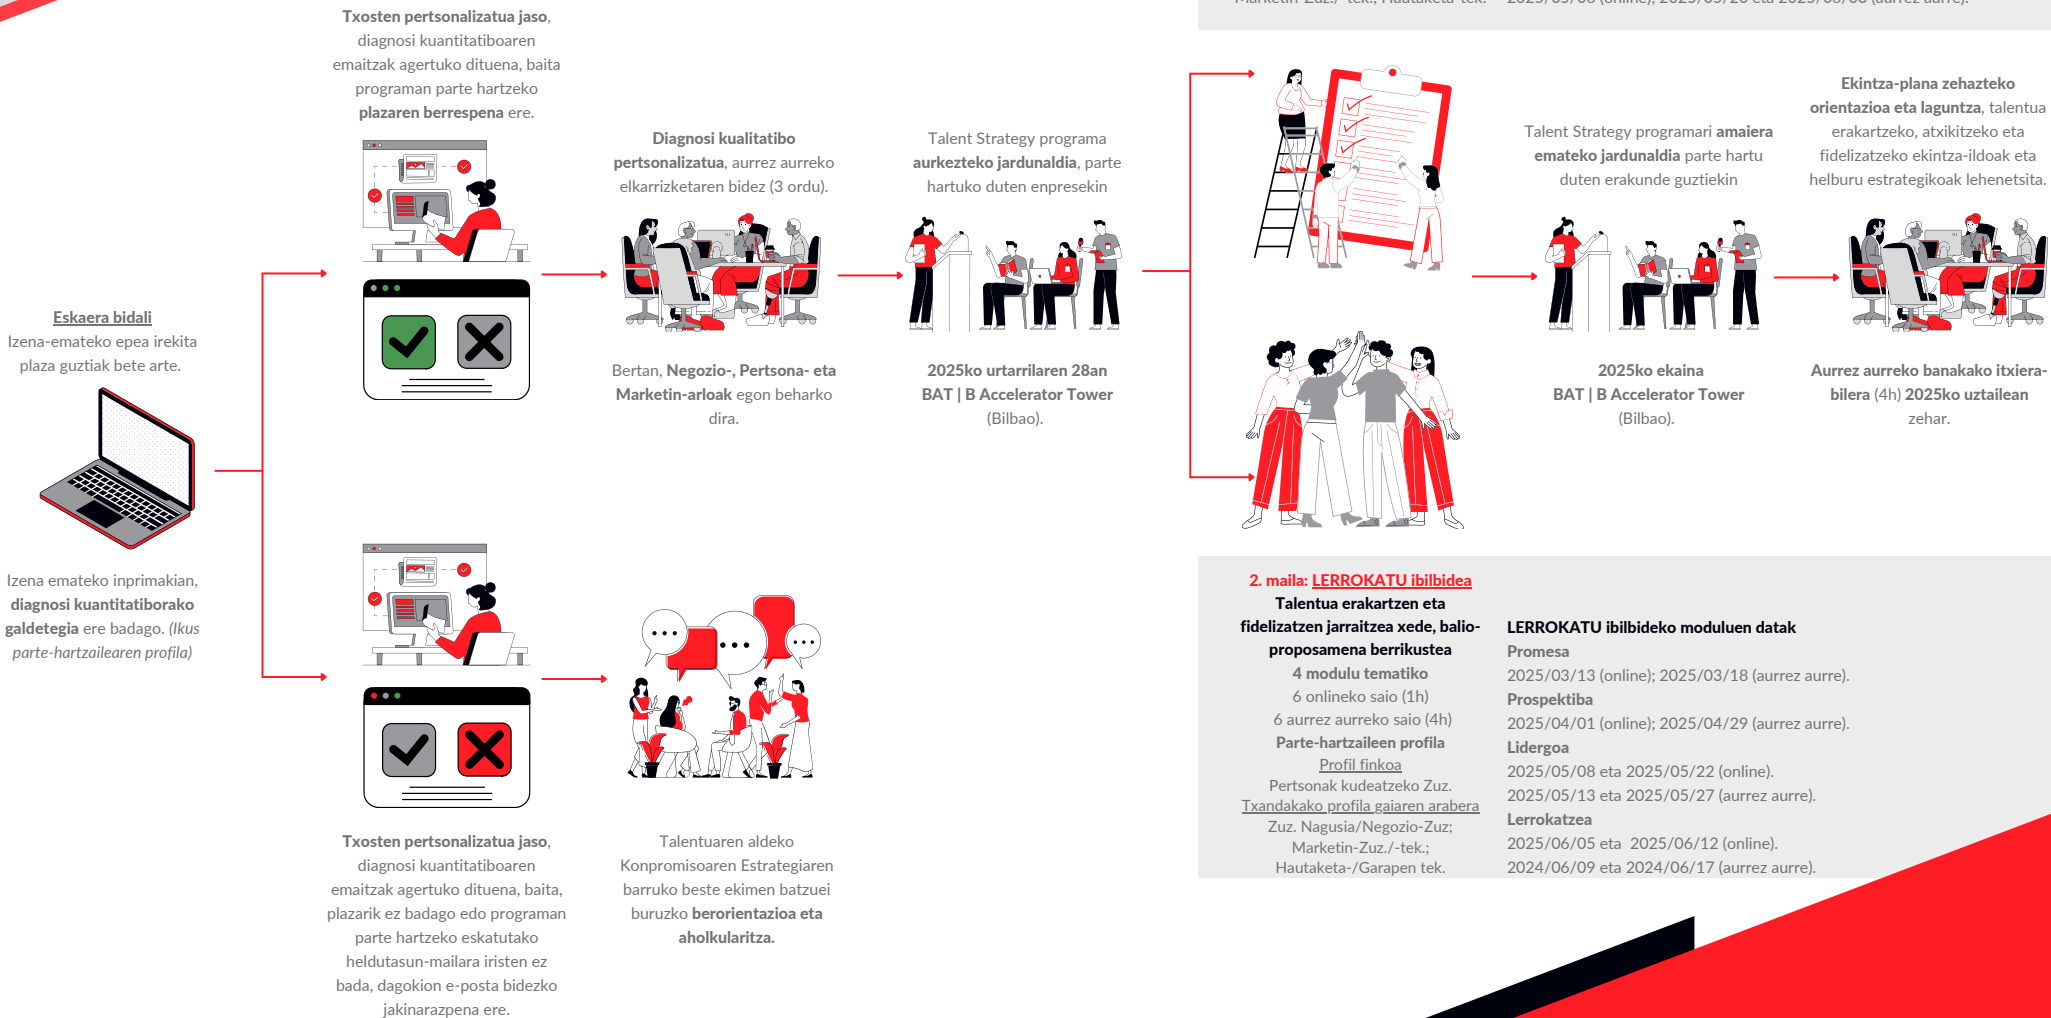 Txosten pertsonalizatua jaso,
diagnosi kuantitatiboaren
emaitzak agertuko dituena, baita
programan parte hartzeko
plazaren berrespena ere.
Eskaera bidali
Izena-emateko epea irekita
plaza guztiak bete arte.
Izena emateko inprimakian,
diagnosi kuantitatiborako
galdetegia ere badago. (Ikus
parte-hartzailearen profila)
Txosten pertsonalizatua jaso,
diagnosi kuantitatiboaren
emaitzak agertuko dituena, baita,
plazarik ez badago edo programan
parte hartzeko eskatutako
heldutasun-mailara iristen ez
bada, dagokion e-posta bidezko
jakinarazpena ere.
Diagnosi kualitatibo
pertsonalizatua, aurrez aurreko
elkarrizketaren bidez (3 ordu).
Bertan, Negozio-, Pertsona- eta
Marketin-arloak egon beharko
dira.
Talentuaren aldeko
Konpromisoaren Estrategiaren
barruko beste ekimen batzuei
buruzko berorientazioa eta
aholkularitza.
Talent Strategy programa
aurkezteko jardunaldia, parte
hartuko duten enpresekin
2025ko urtarrilaren 28an
BAT | B Accelerator Tower
(Bilbao).
Talent Strategy programari amaiera
emateko jardunaldia parte hartu
duten erakunde guztiekin
2025ko ekaina
BAT | B Accelerator Tower
(Bilbao).
Ekintza-plana zehazteko
orientazioa eta laguntza, talentua
erakartzeko, atxikitzeko eta
fidelizatzeko ekintza-ildoak eta
helburu estrategikoak lehenetsita.
Aurrez aurreko banakako itxiera-
bilera (4h) 2025ko uztailean
zehar.
2. maila: LERROKATU ibilbidea
Talentua erakartzen eta
fidelizatzen jarraitzea xede, balio-
proposamena berrikustea
4 modulu tematiko
6 onlineko saio (1h)
6 aurrez aurreko saio (4h)
Parte-hartzaileen profila
Profil finkoa
Pertsonak kudeatzeko Zuz.
Txandakako profila gaiaren arabera
Zuz. Nagusia/Negozio-Zuz;
Marketin-Zuz./-tek.;
Hautaketa-/Garapen tek.
LERROKATU ibilbideko moduluen datak
Promesa
2025/03/13 (online); 2025/03/18 (aurrez aurre).
Prospektiba
2025/04/01 (online); 2025/04/29 (aurrez aurre).
Lidergoa
2025/05/08 eta 2025/05/22 (online).
2025/05/13 eta 2025/05/27 (aurrez aurre).
Lerrokatzea
2025/06/05 eta 2025/06/12 (online).
2024/06/09 eta 2024/06/17 (aurrez aurre).